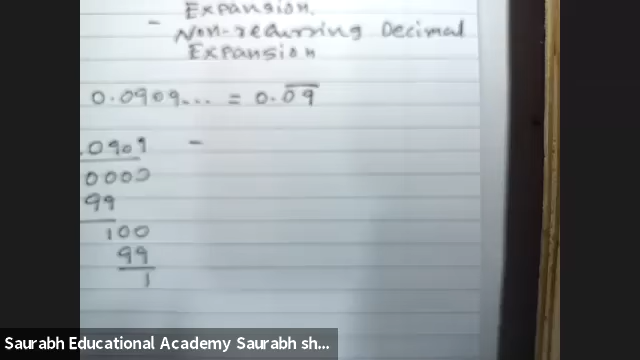 Expansion.
- Non-recurring Decimal
Expansion
0.0909... = 0.09
.0909 -
0000
99
100
99
1
Saurabh Educational Academy Saurabh sh...